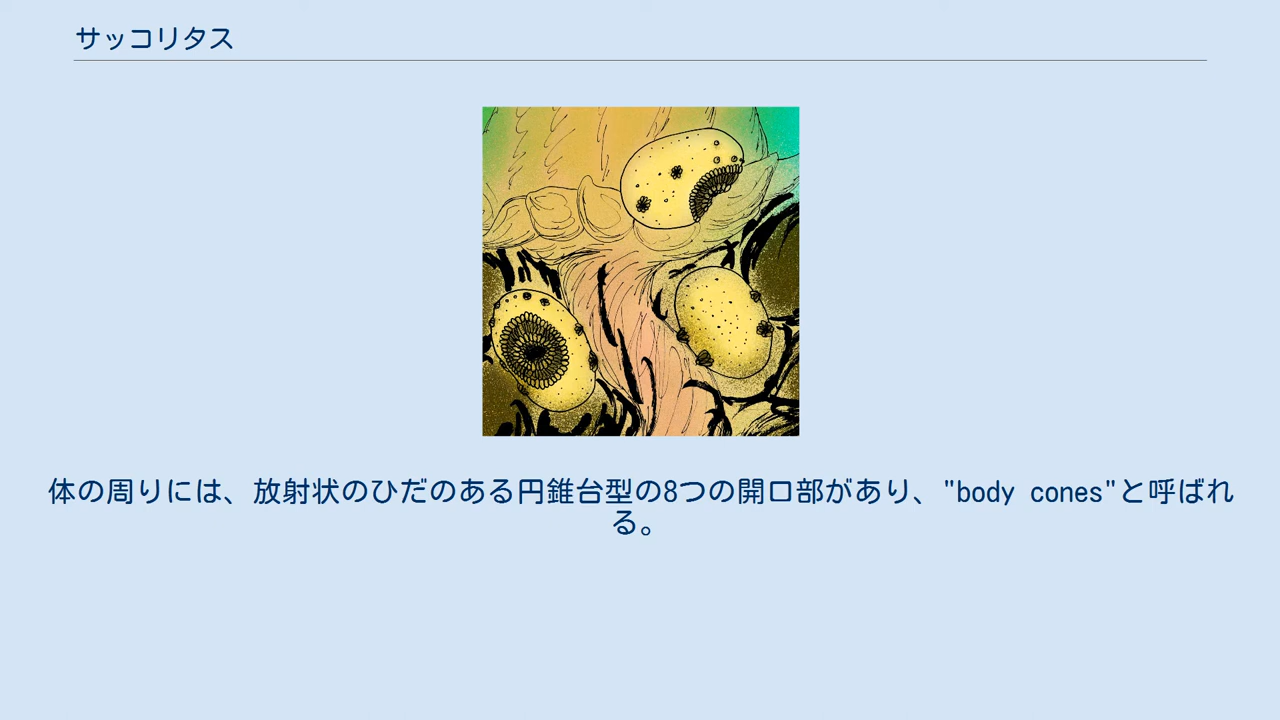 サッコリタス
体の周りには、放射状のひだのある円錐台型の8つの開口部があり、"body cones"と呼ばれ
る。